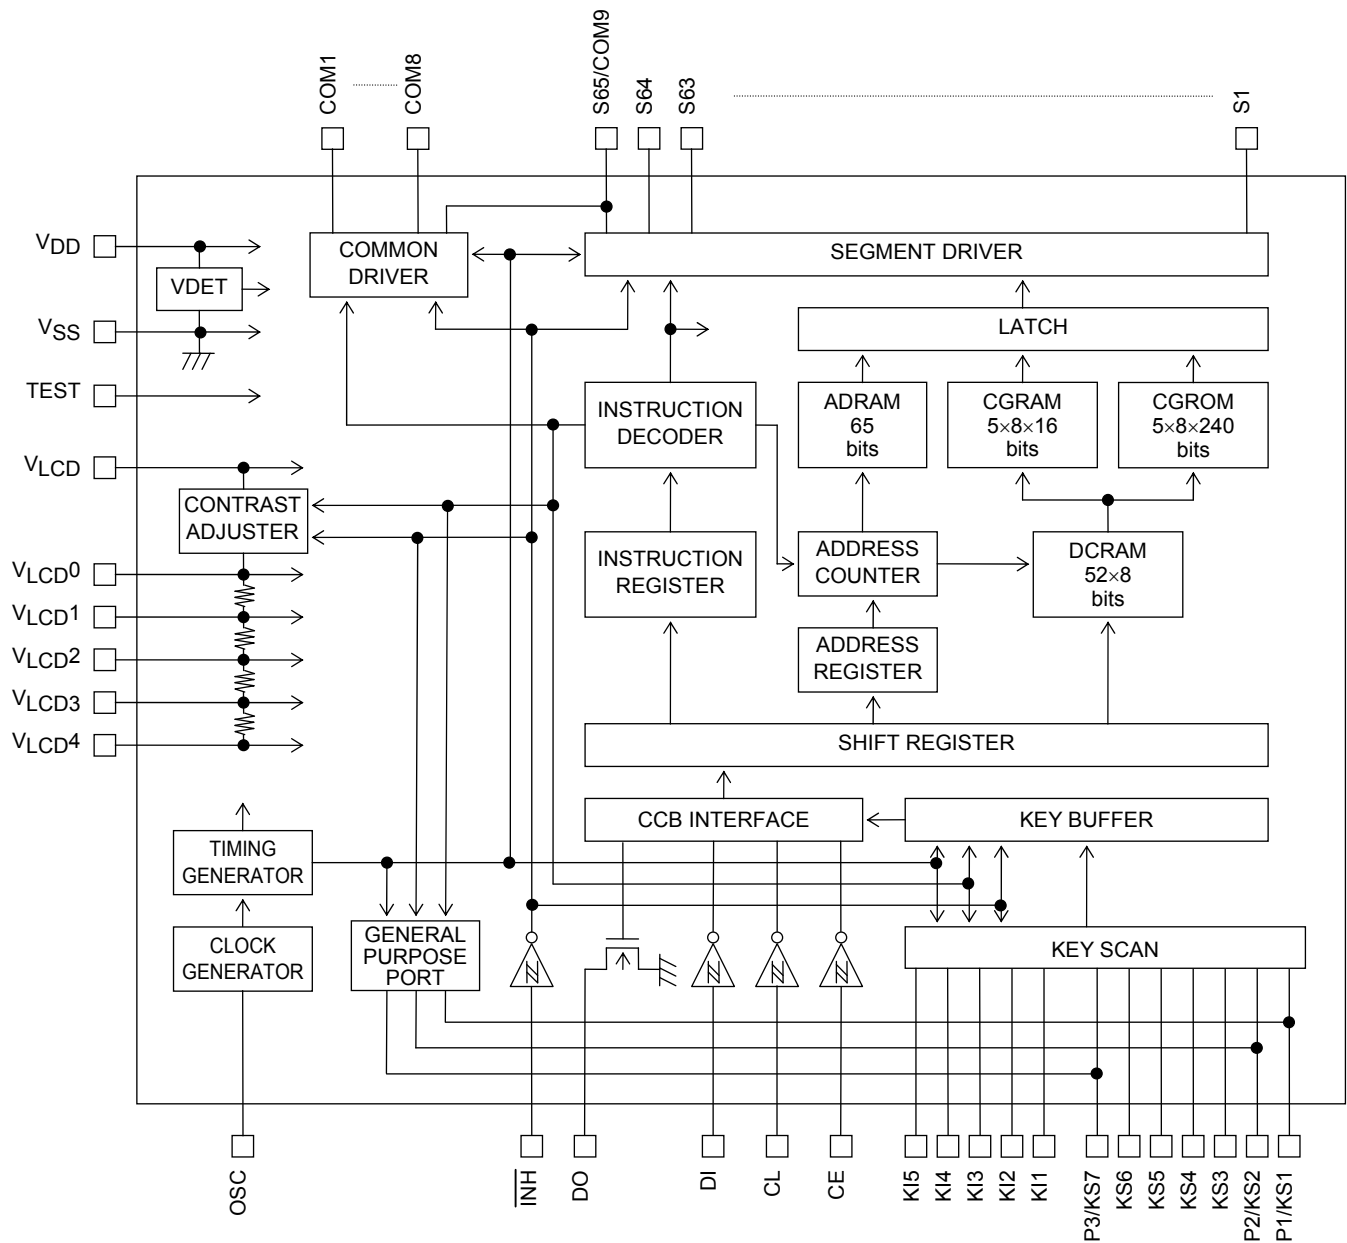 COM1
COM8
S65/COM9
S64
S63
S1
VDD
VDET
VSS
TEST
VLCD
CONTRAST
ADJUSTER
VLCD0
VLCD1
VLCD2
VLCD3
VLCD4
COMMON
DRIVER
SEGMENT DRIVER
LATCH
INSTRUCTION
DECODER
ADRAM
65
bits
CGRAM
5×8×16
bits
CGROM
5×8×240
bits
INSTRUCTION
REGISTER
ADDRESS
COUNTER
DCRAM
52×8
bits
ADDRESS
REGISTER
SHIFT REGISTER
CCB INTERFACE
KEY BUFFER
TIMING
GENERATOR
CLOCK
GENERATOR
GENERAL
PURPOSE
PORT
KEY SCAN
OSC
INH
DO
DI
CL
CE
KI5
KI4
KI3
KI2
KI1
P3/KS7
KS6
KS5
KS4
KS3
P2/KS2
P1/KS1